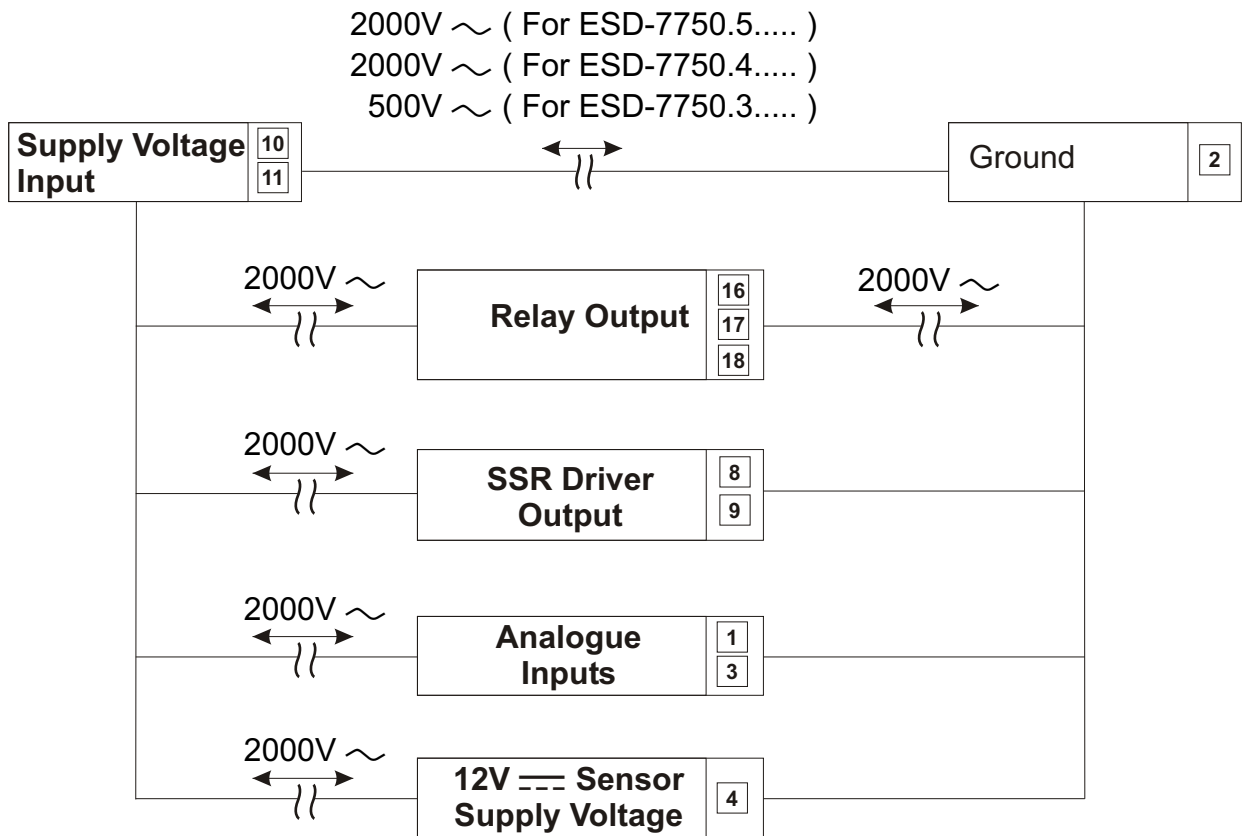 2000V ～ ( For ESD-7750.5..... )
2000V ～ ( For ESD-7750.4..... )
500V ～ ( For ESD-7750.3..... )
Supply Voltage
Input
10
11
Ground
2
2000V ～
Relay Output
16
17
18
2000V ～
2000V ～
SSR Driver
Output
8
9
2000V ～
Analogue
Inputs
1
3
2000V ～
12V ⎓ Sensor
Supply Voltage
4